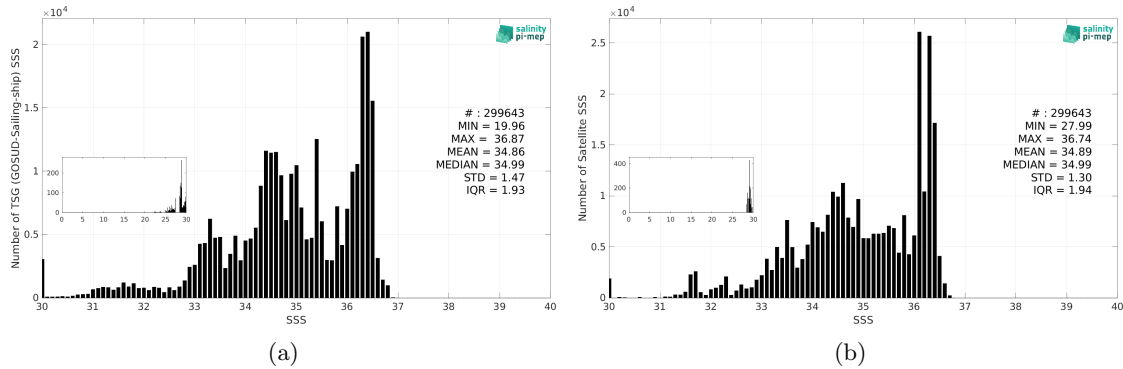 ×10⁴
salinity
pi-mep
Number of TSG (GOSUD-Sailing-ship) SSS
2
1.5
1
0.5
0
# : 299643
MIN = 19.96
MAX = 36.87
MEAN = 34.86
MEDIAN = 34.99
STD = 1.47
IQR = 1.93
200
100
0
0 5 10 15 20 25 30
30 31 32 33 34 35 36 37 38 39 40
SSS
(a)
×10⁴
salinity
pi-mep
Number of Satellite SSS
2.5
2
1.5
1
0.5
0
# : 299643
MIN = 27.99
MAX = 36.74
MEAN = 34.89
MEDIAN = 34.99
STD = 1.30
IQR = 1.94
400
200
0
0 5 10 15 20 25 30
30 31 32 33 34 35 36 37 38 39 40
SSS
(b)